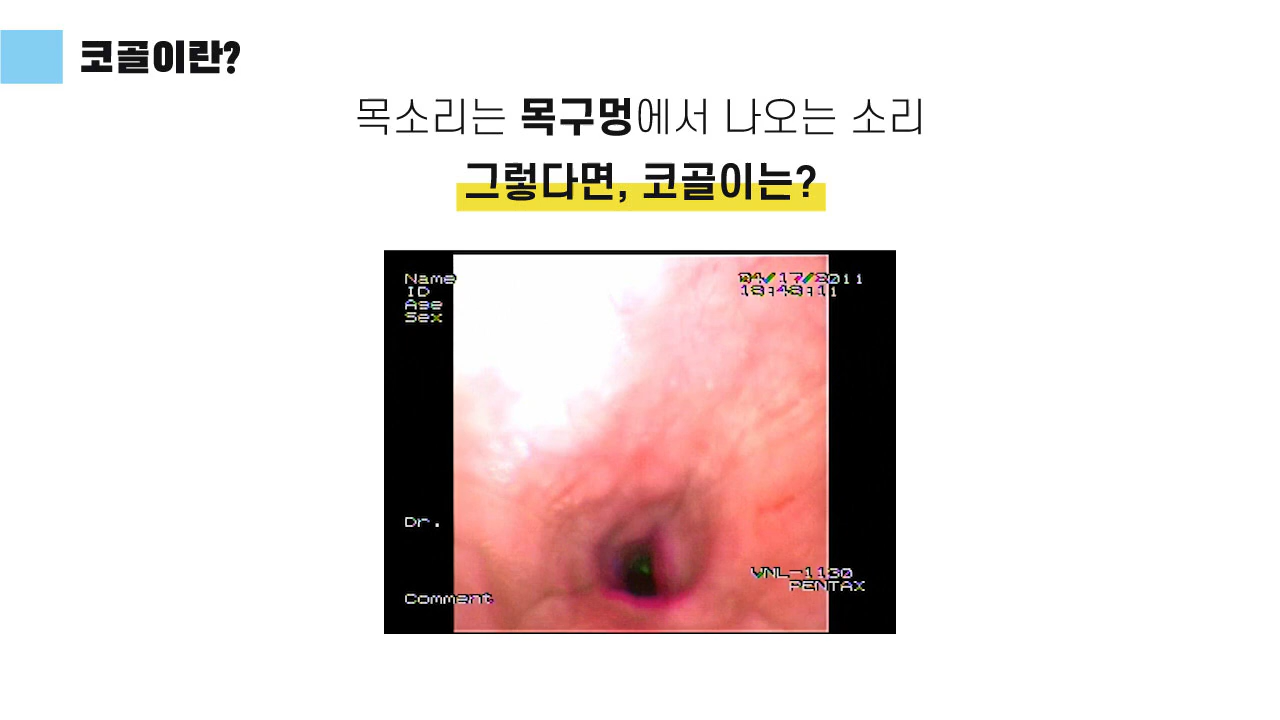 코골이란?
목소리는 목구멍에서 나오는 소리
그렇다면, 코골이는?
Name
04/17/2011
ID
18:48:11
Age
Sex
Dr.
VNL-1130
PENTAX
Comment